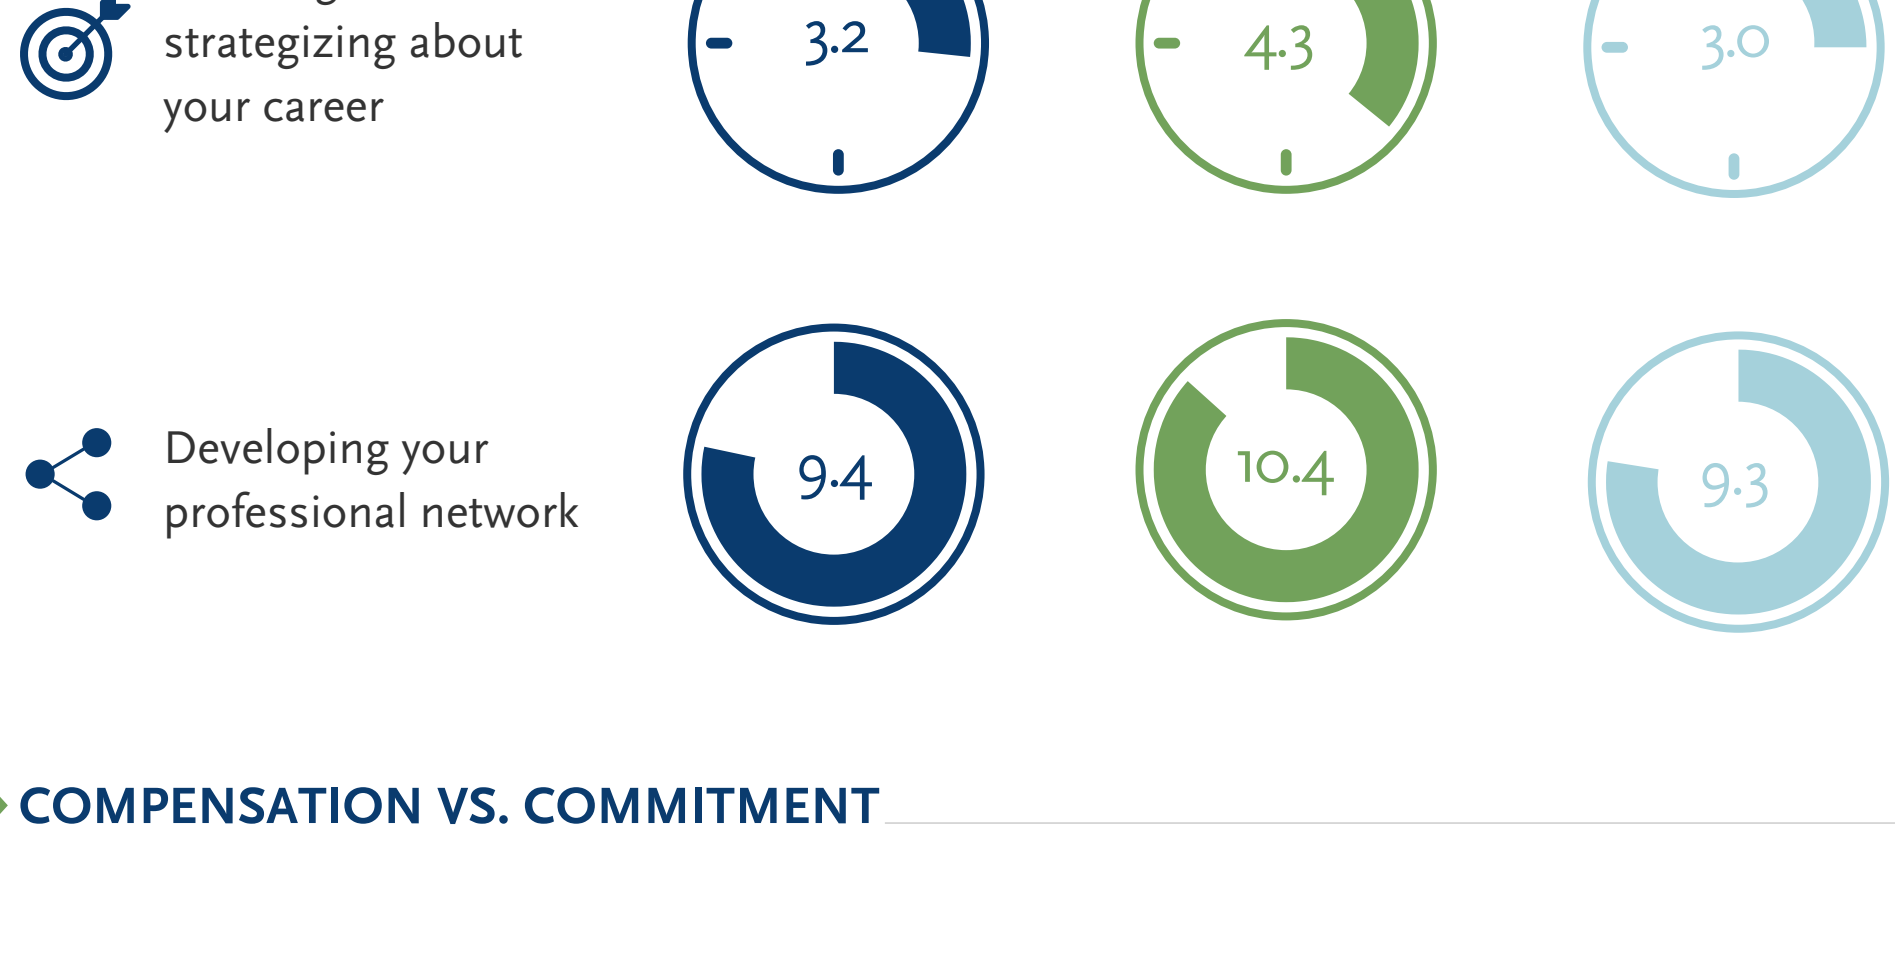 strategizing about
your career
3.2
4.3
3.0
Developing your
professional network
9.4
10.4
9.3
COMPENSATION VS. COMMITMENT